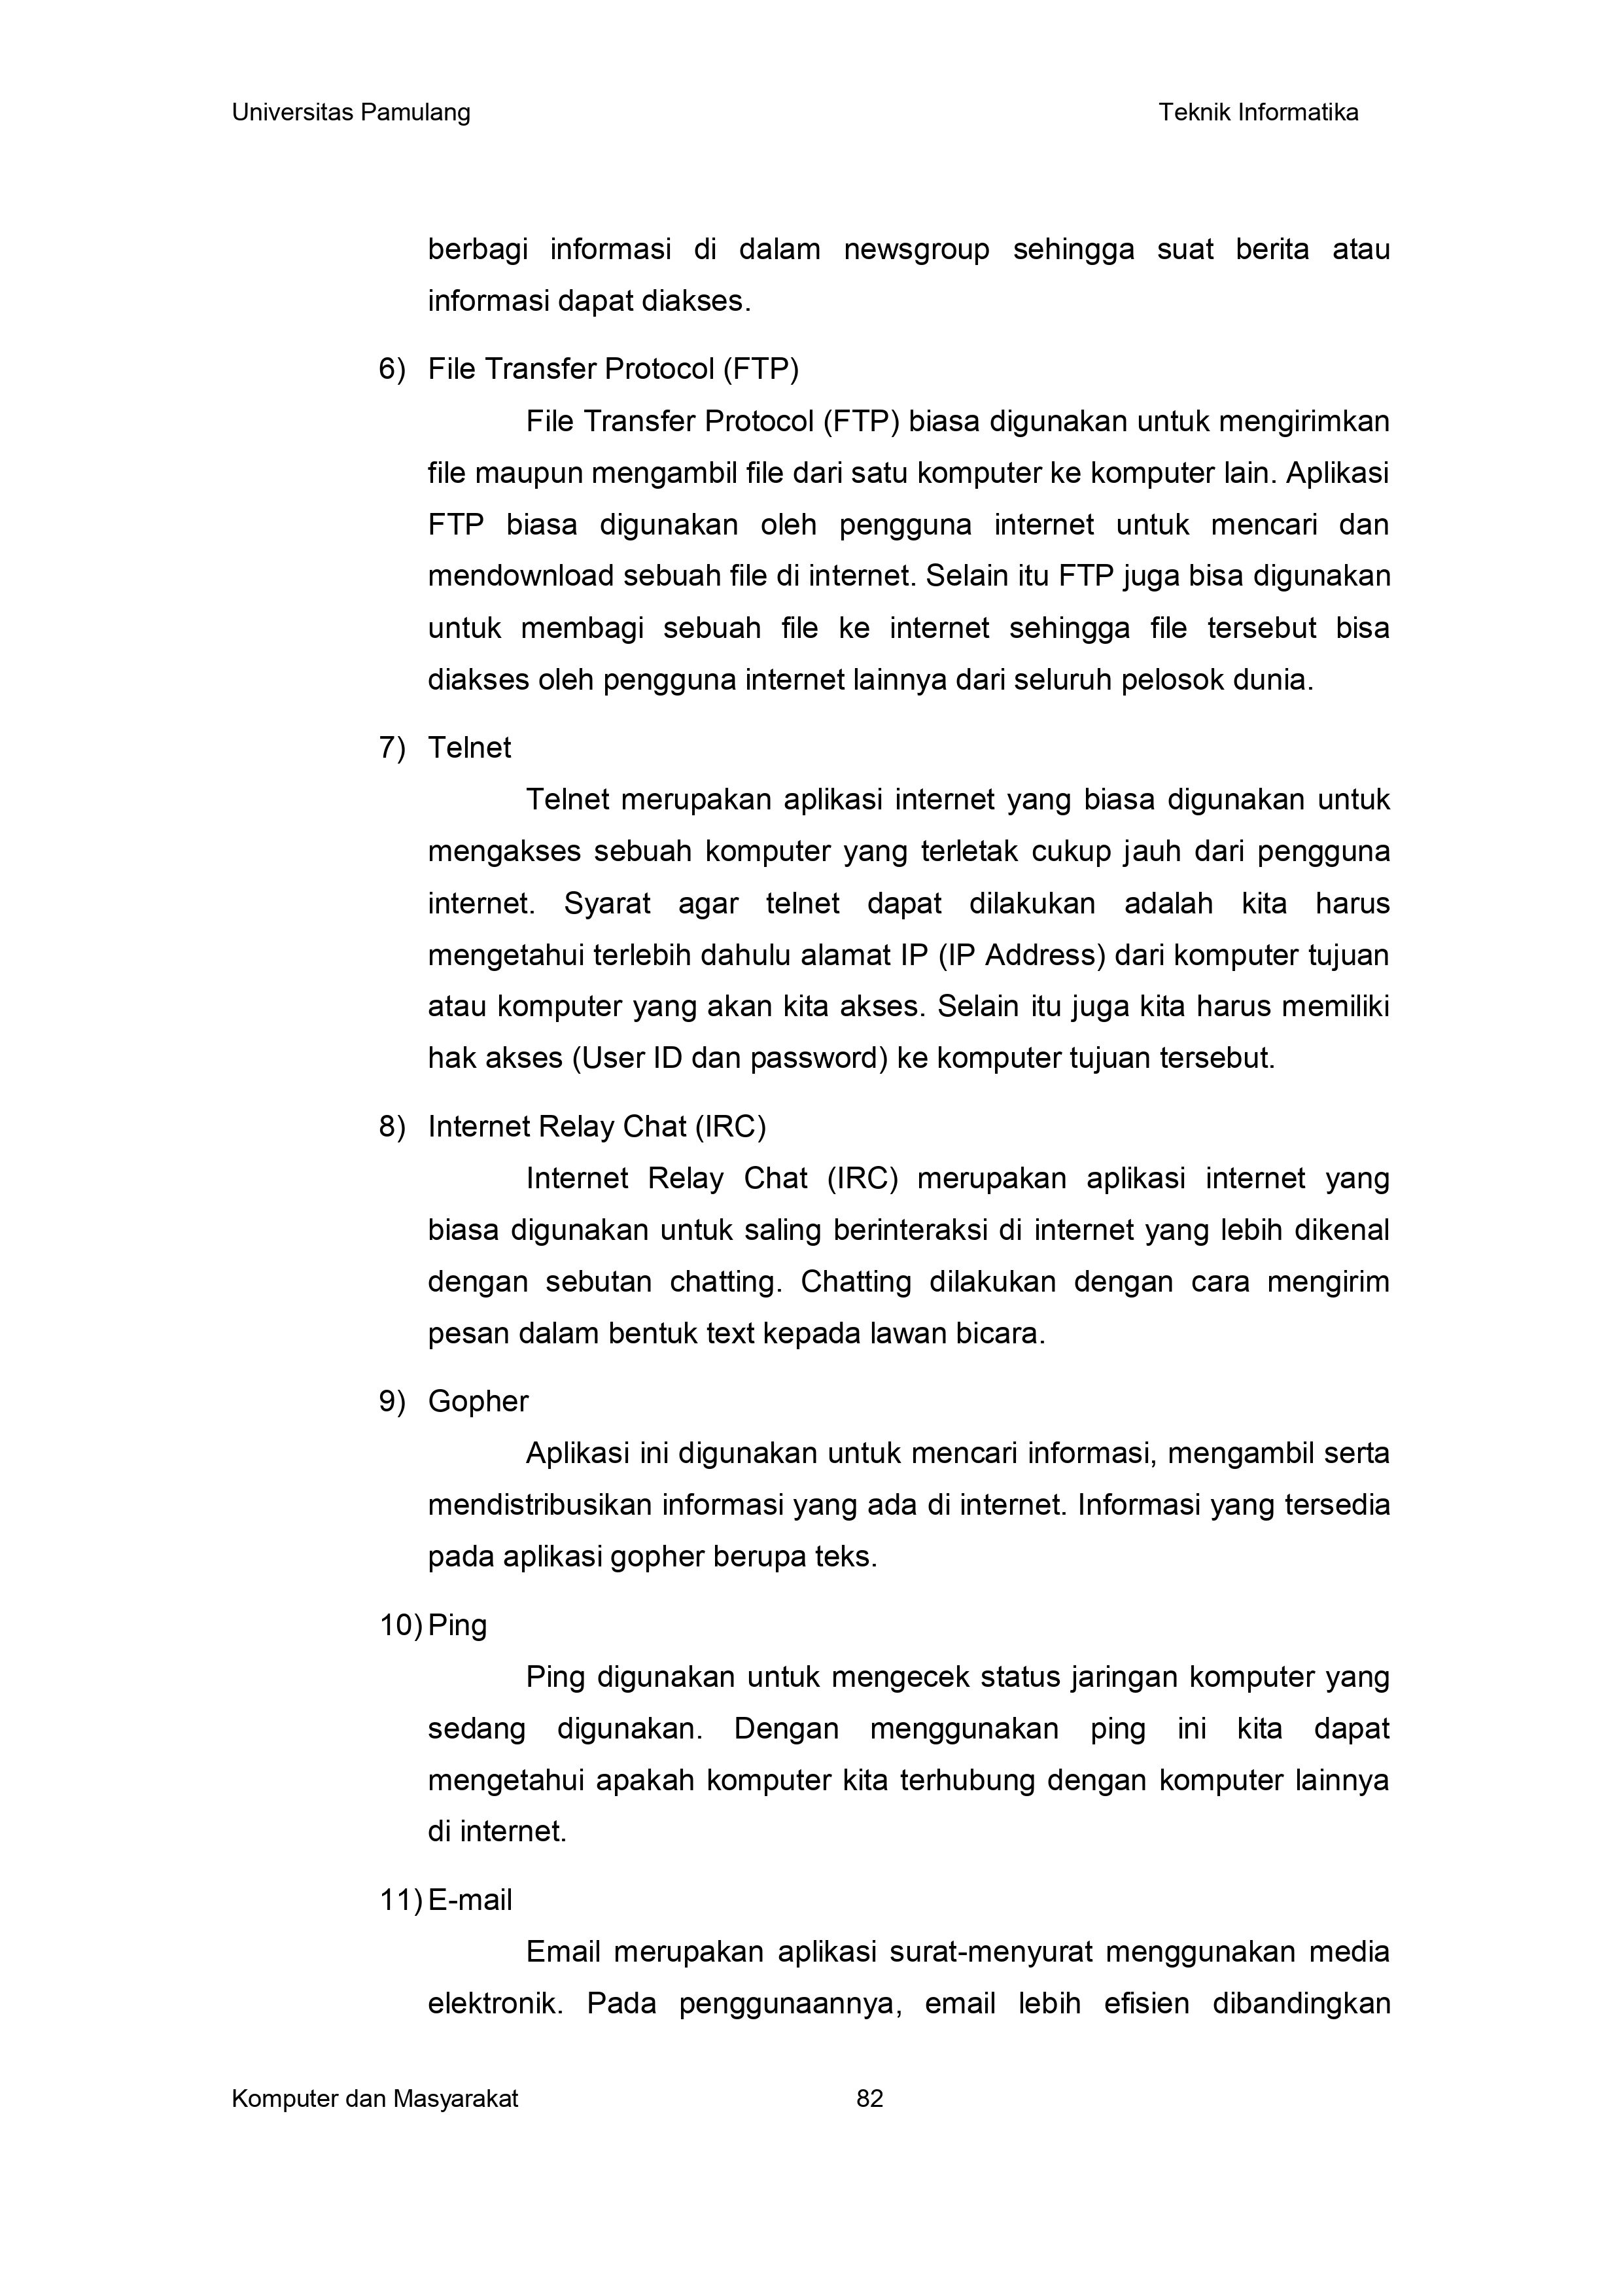 Universitas Pamulang Teknik Informatika
berbagi informasi di dalam newsgroup sehingga suat berita atau
informasi dapat diakses.
6) File Transfer Protocol (FTP)
File Transfer Protocol (FTP) biasa digunakan untuk mengirimkan
file maupun mengambil file dari satu komputer ke komputer lain. Aplikasi
FTP biasa digunakan oleh pengguna internet untuk mencari dan
mendownload sebuah file di internet. Selain itu FTP juga bisa digunakan
untuk membagi sebuah file ke internet sehingga file tersebut bisa
diakses oleh pengguna internet lainnya dari seluruh pelosok dunia.
7) Telnet
Telnet merupakan aplikasi internet yang biasa digunakan untuk
mengakses sebuah komputer yang terletak cukup jauh dari pengguna
internet. Syarat agar telnet dapat dilakukan adalah kita harus
mengetahui terlebih dahulu alamat IP (IP Address) dari komputer tujuan
atau komputer yang akan kita akses. Selain itu juga kita harus memiliki
hak akses (User ID dan password) ke komputer tujuan tersebut.
8) Internet Relay Chat (IRC)
Internet Relay Chat (IRC) merupakan aplikasi internet yang
biasa digunakan untuk saling berinteraksi di internet yang lebih dikenal
dengan sebutan chatting. Chatting dilakukan dengan cara mengirim
pesan dalam bentuk text kepada lawan bicara.
9) Gopher
Aplikasi ini digunakan untuk mencari informasi, mengambil serta
mendistribusikan informasi yang ada di internet. Informasi yang tersedia
pada aplikasi gopher berupa teks.
10) Ping
Ping digunakan untuk mengecek status jaringan komputer yang
sedang digunakan. Dengan menggunakan ping ini kita dapat
mengetahui apakah komputer kita terhubung dengan komputer lainnya
di internet.
11) E-mail
Email merupakan aplikasi surat-menyurat menggunakan media
elektronik. Pada penggunaannya, email lebih efisien dibandingkan
Komputer dan Masyarakat 82